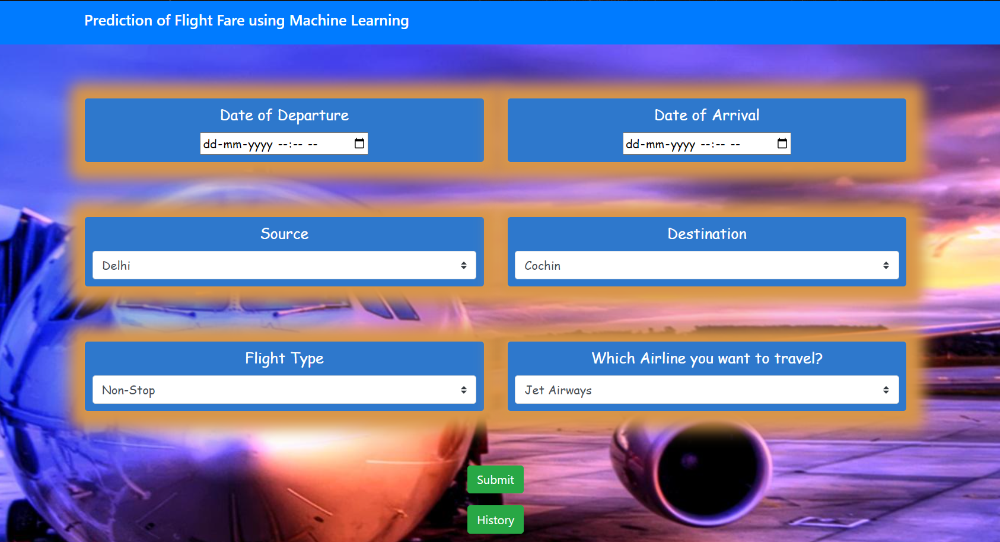 Prediction of Flight Fare using Machine Learning
Date of Departure
dd-mm-yyyy --:-- --
Date of Arrival
dd-mm-yyyy --:-- --
Source
Delhi
Destination
Cochin
Flight Type
Non-Stop
Which Airline you want to travel?
Jet Airways
Submit
History